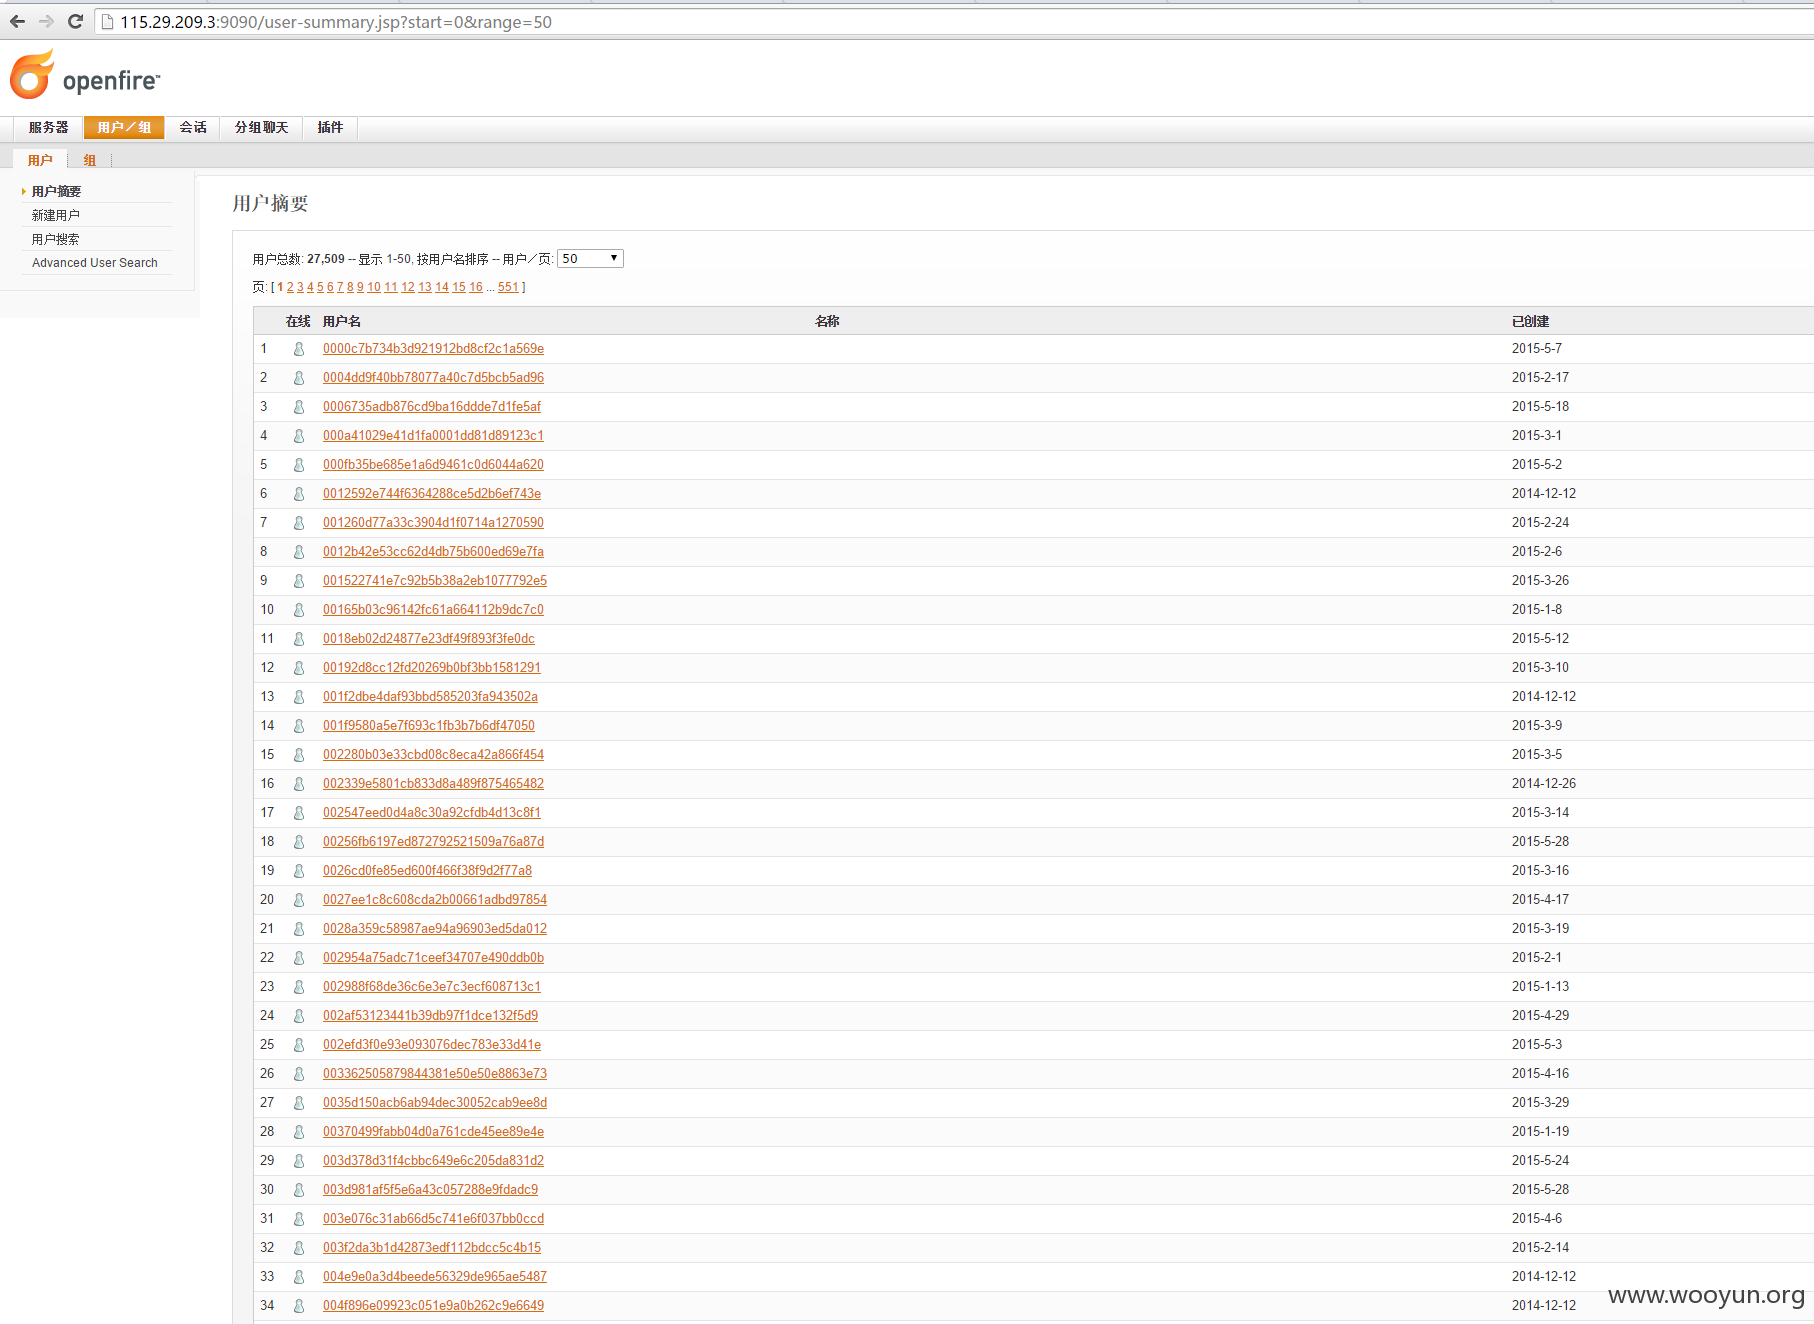 115.29.209.3:9090/user-summary.jsp?start=0&range=50
openfire™
服务器 用户／组 会话 分组聊天 插件
用户 组
用户摘要
新建用户
用户搜索
Advanced User Search
用户摘要
用户总数: 27,509 -- 显示 1-50, 按用户名排序 -- 用户／页: 50
页: [ 1 2 3 4 5 6 7 8 9 10 11 12 13 14 15 16 ... 551 ]
在线 用户名 名称 已创建
1 0000c7b734b3d921912bd8cf2c1a569e 2015-5-7
2 0004dd9f40bb78077a40c7d5bcb5ad96 2015-2-17
3 0006735adb876cd9ba16ddde7d1fe5af 2015-5-18
4 000a41029e41d1fa0001dd81d89123c1 2015-3-1
5 000fb35be685e1a6d9461c0d6044a620 2015-5-2
6 0012592e744f6364288ce5d2b6ef743e 2014-12-12
7 001260d77a33c3904d1f0714a1270590 2015-2-24
8 0012b42e53cc62d4db75b600ed69e7fa 2015-2-6
9 001522741e7c92b5b38a2eb1077792e5 2015-3-26
10 00165b03c96142fc61a664112b9dc7c0 2015-1-8
11 0018eb02d24877e23df49f893f3fe0dc 2015-5-12
12 00192d8cc12fd20269b0bf3bb1581291 2015-3-10
13 001f2dbe4daf93bbd585203fa943502a 2014-12-12
14 001f9580a5e7f693c1fb3b7b6df47050 2015-3-9
15 002280b03e33cbd08c8eca42a866f454 2015-3-5
16 002339e5801cb833d8a489f875465482 2014-12-26
17 002547eed0d4a8c30a92cfdb4d13c8f1 2015-3-14
18 00256fb6197ed872792521509a76a87d 2015-5-28
19 0026cd0fe85ed600f466f38f9d2f77a8 2015-3-16
20 0027ee1c8c608cda2b00661adbd97854 2015-4-17
21 0028a359c58987ae94a96903ed5da012 2015-3-19
22 002954a75adc71ceef34707e490ddb0b 2015-2-1
23 002988f68de36c6e3e7c3ecf608713c1 2015-1-13
24 002af53123441b39db97f1dce132f5d9 2015-4-29
25 002efd3f0e93e093076dec783e33d41e 2015-5-3
26 003362505879844381e50e50e8863e73 2015-4-16
27 0035d150acb6ab94dec30052cab9ee8d 2015-3-29
28 00370499fabb04d0a761cde45ee89e4e 2015-1-19
29 003d378d31f4cbbc649e6c205da831d2 2015-5-24
30 003d981af5f5e6a43c057288e9fdadc9 2015-5-28
31 003e076c31ab66d5c741e6f037bb0ccd 2015-4-6
32 003f2da3b1d42873edf112bdcc5c4b15 2015-2-14
33 004e9e0a3d4beede56329de965ae5487 2014-12-12
34 004f896e09923c051e9a0b262c9e6649 2014-12-12
www.wooyun.org